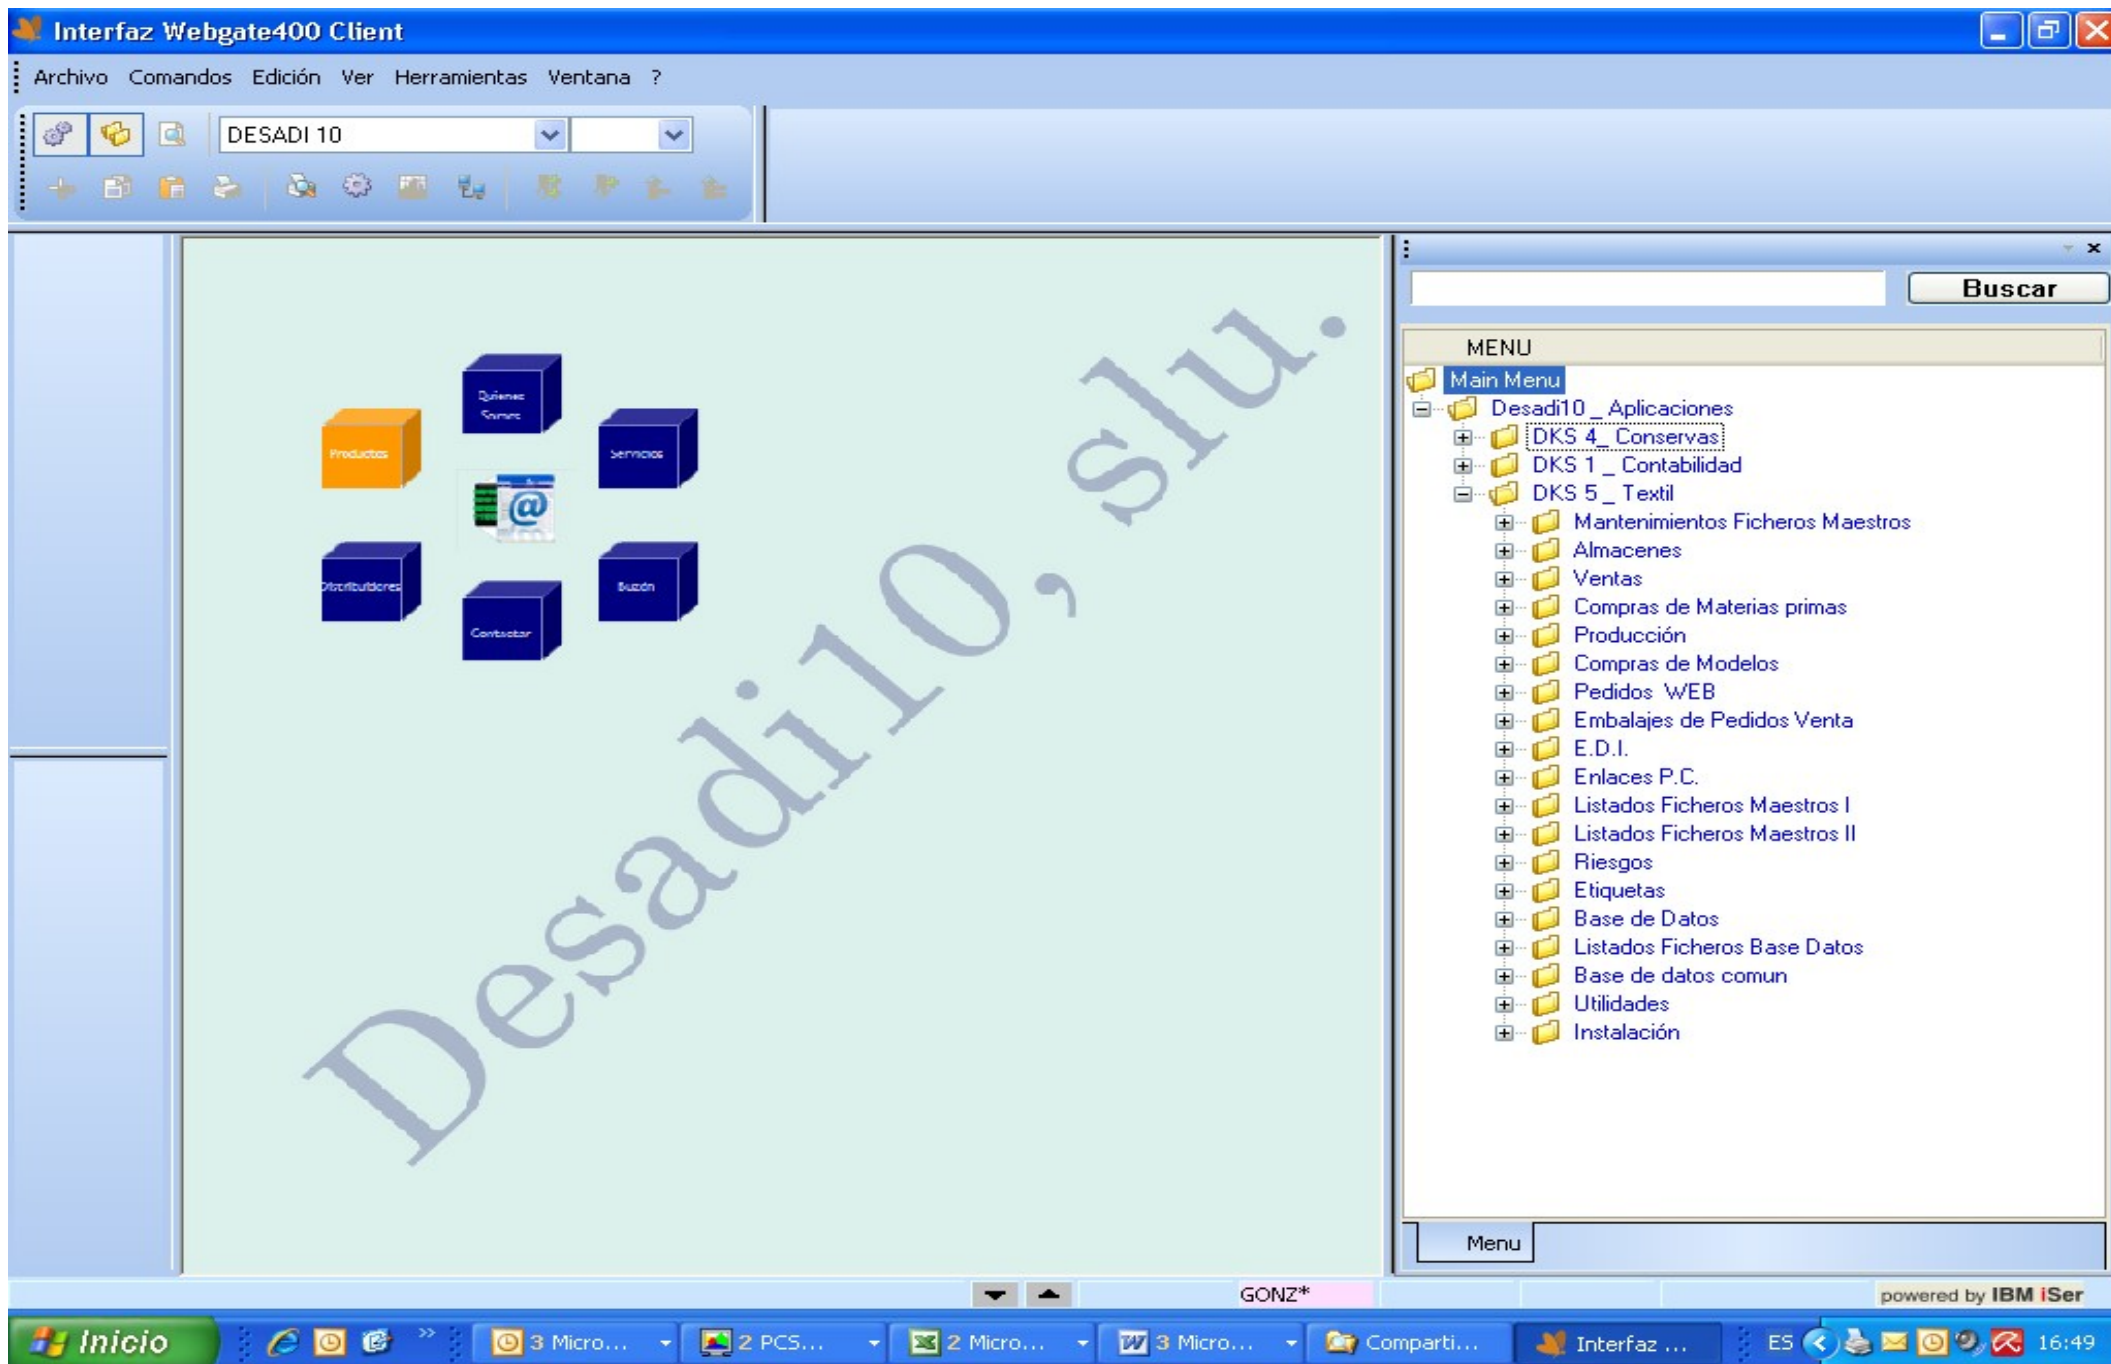 Interfaz Webgate400 Client
Archivo Comandos Edición Ver Herramientas Ventana ?
DESADI 10
Buscar
MENU
Main Menu
Desadi10 _ Aplicaciones
DKS 4_ Conservas
DKS 1 _ Contabilidad
DKS 5 _ Textil
Mantenimientos Ficheros Maestros
Almacenes
Ventas
Compras de Materias primas
Producción
Compras de Modelos
Pedidos WEB
Embalajes de Pedidos Venta
E.D.I.
Enlaces P.C.
Listados Ficheros Maestros I
Listados Ficheros Maestros II
Riesgos
Etiquetas
Base de Datos
Listados Ficheros Base Datos
Base de datos comun
Utilidades
Instalación
Menu
Quienes
Somos
Productos
Servicios
@
Distribuidores
Buzón
Contactar
Desadi10, slu.
GONZ*
powered by IBM iSer
Inicio
»
3 Micro...
2 PCS...
2 Micro...
3 Micro...
Comparti...
Interfaz ...
ES
16:49